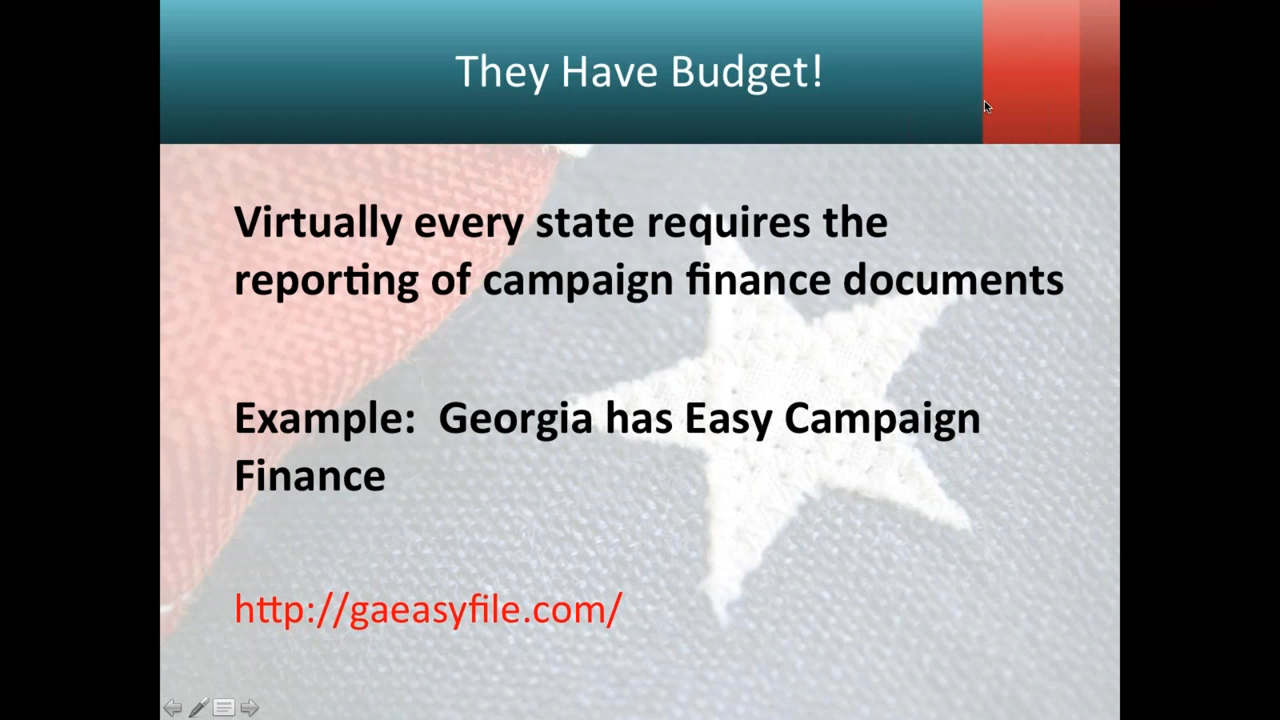 They Have Budget!
Virtually every state requires the
reporting of campaign finance documents
Example:  Georgia has Easy Campaign
Finance
http://gaeasyfile.com/